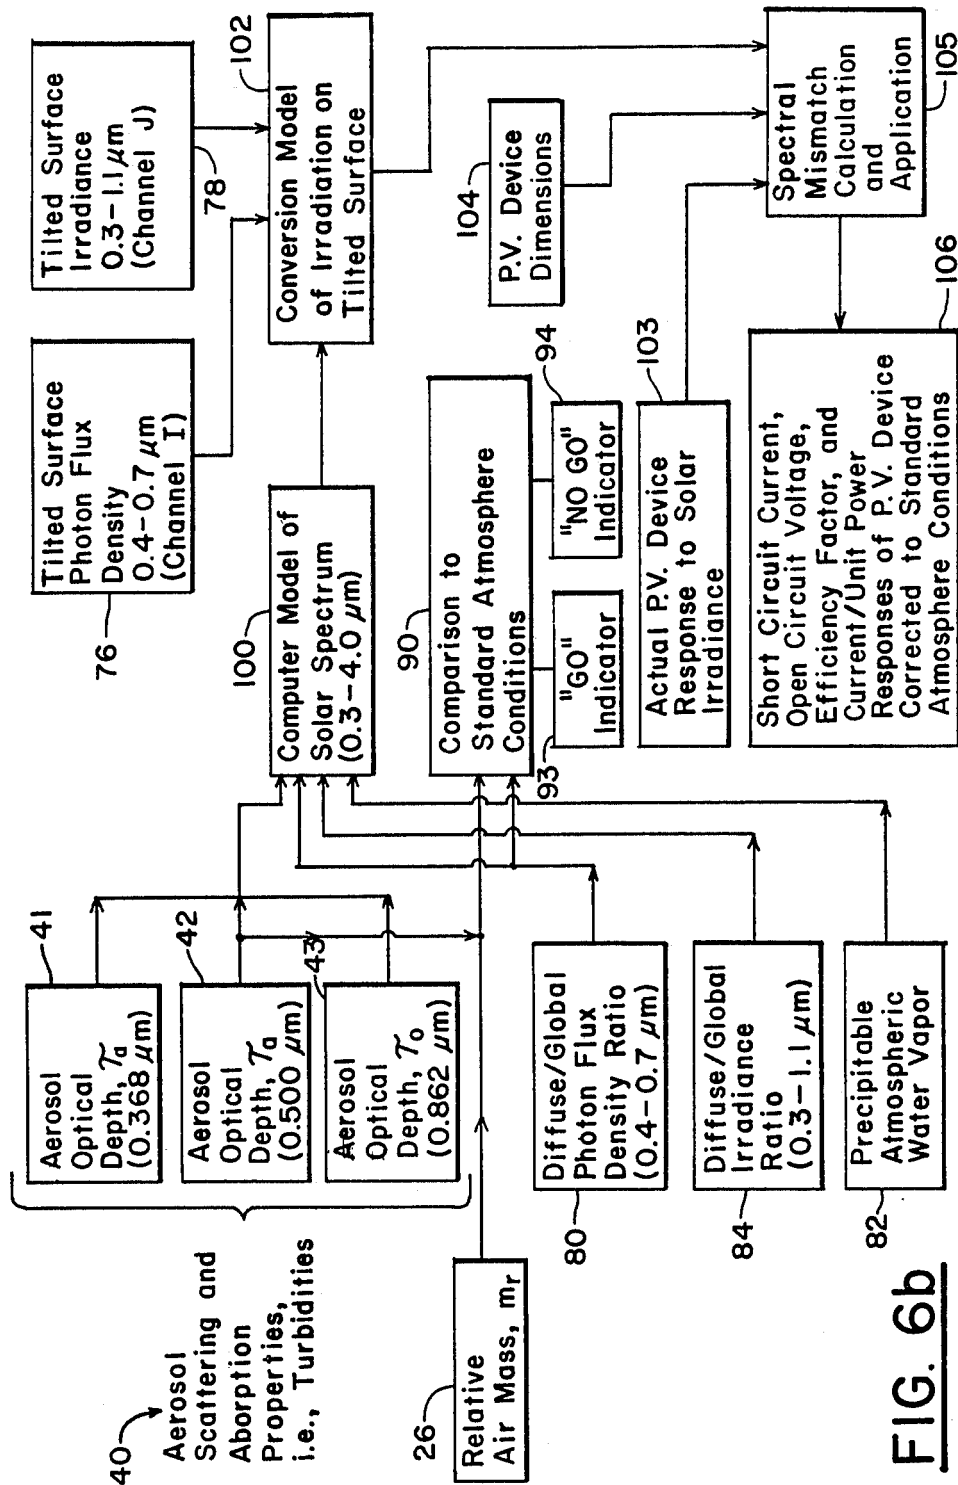 40
Aerosol
Scattering and
Aborption
Properties,
i.e., Turbidities
41
Aerosol
Optical
Depth, τa
(0.368 μm)
42
Aerosol
Optical
Depth, τa
(0.500 μm)
43
Aerosol
Optical
Depth, τo
(0.862 μm)
26
Relative
Air Mass, mr
80
Diffuse/Global
Photon Flux
Density Ratio
(0.4-0.7 μm)
84
Diffuse/Global
Irradiance
Ratio
(0.3-1.1 μm)
82
Precipitable
Atmospheric
Water Vapor
76
Tilted Surface
Photon Flux
Density
0.4-0.7 μm
(Channel I)
78
Tilted Surface
Irradiance
0.3-1.1 μm
(Channel J)
100
Computer Model of
Solar Spectrum
(0.3-4.0 μm)
102
Conversion Model
of Irradiation on
Tilted Surface
90
Comparison to
Standard Atmosphere
Conditions
93
"GO"
Indicator
94
"NO GO"
Indicator
104
P.V. Device
Dimensions
103
Actual P.V. Device
Response to Solar
Irradiance
105
Spectral
Mismatch
Calculation
and
Application
106
Short Circuit Current,
Open Circuit Voltage,
Efficiency Factor, and
Current/Unit Power
Responses of P.V. Device
Corrected to Standard
Atmosphere Conditions
FIG. 6b